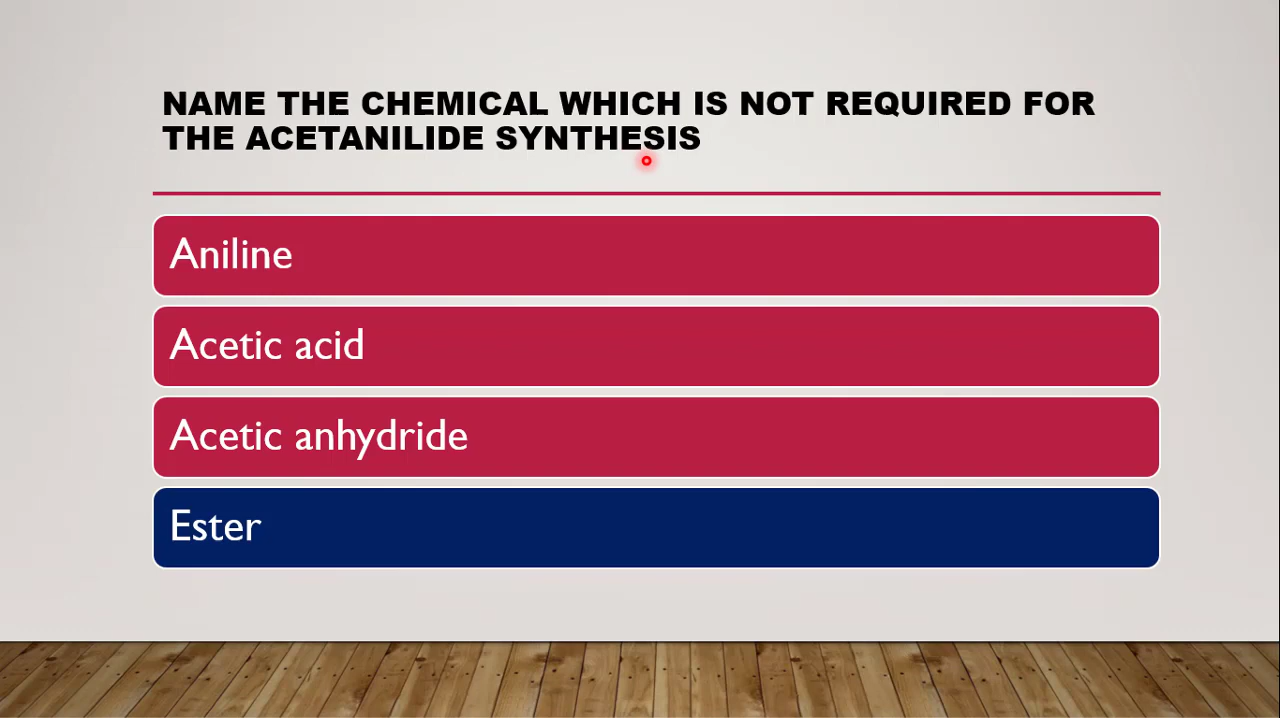 NAME THE CHEMICAL WHICH IS NOT REQUIRED FOR
THE ACETANILIDE SYNTHESIS
Aniline
Acetic acid
Acetic anhydride
Ester